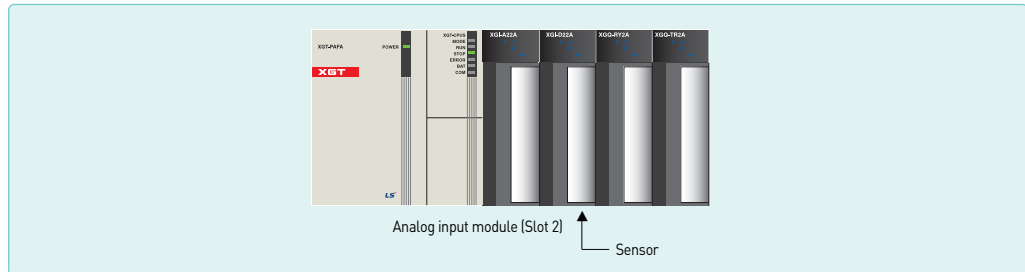 XGT-PAFA
POWER
XGT
LS
XGT-CPUS
MODE
RUN
STOP
ERROR
BAT
COM
XGI-A22A
XGI-D22A
XGQ-RY2A
XGQ-TR2A
Analog input module (Slot 2)
Sensor